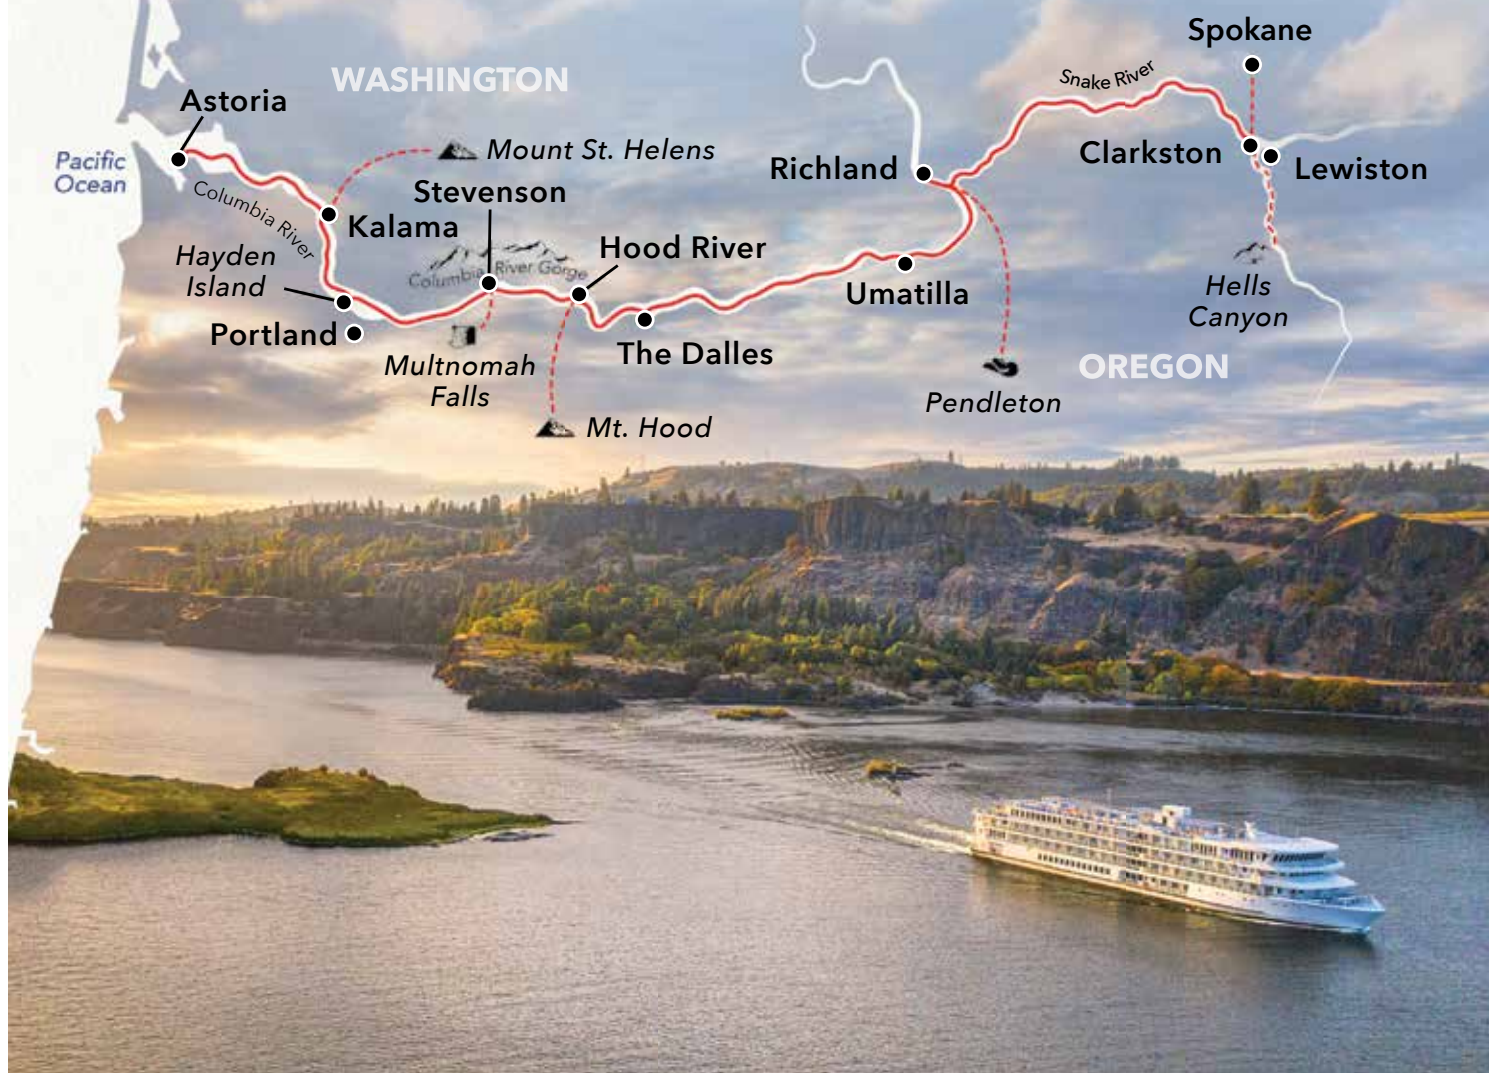 Spokane
Snake River
WASHINGTON
Astoria
Pacific
Ocean
Mount St. Helens
Clarkston
Lewiston
Richland
Stevenson
Columbia River
Kalama
Hood River
Hayden
Island
Columbia River Gorge
Umatilla
Hells
Canyon
Portland
Multnomah
Falls
The Dalles
OREGON
Pendleton
Mt. Hood